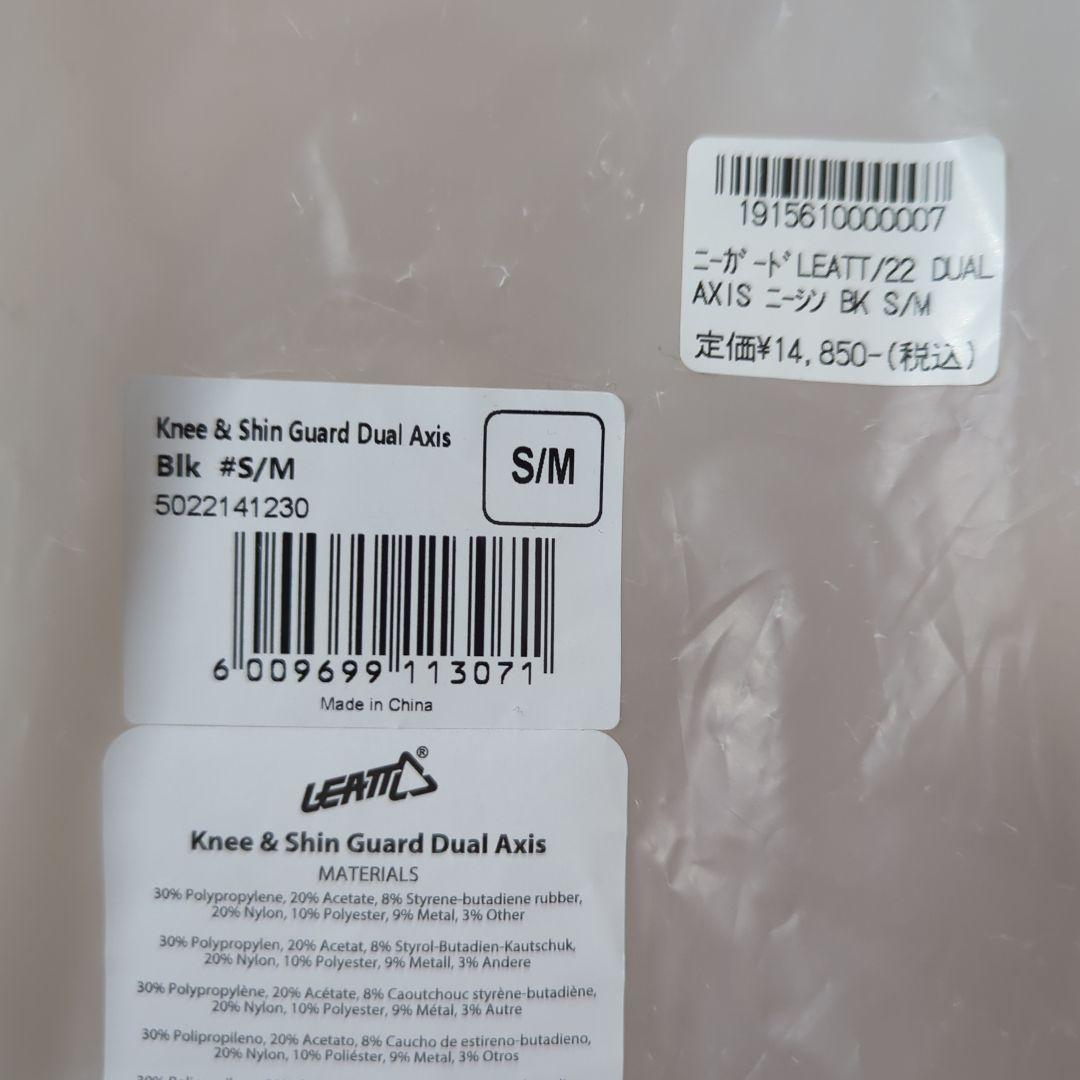 1915610000007
ニーガードLEATT/22 DUAL
AXIS ニーシン BK S/M
定価¥14,850-(税込)
Knee & Shin Guard Dual Axis
Blk #S/M
5022141230
S/M
6 009699 113071
Made in China
LEATT®
Knee & Shin Guard Dual Axis
MATERIALS
30% Polypropylene, 20% Acetate, 8% Styrene-butadiene rubber,
20% Nylon, 10% Polyester, 9% Metal, 3% Other
30% Polypropylen, 20% Acetat, 8% Styrol-Butadien-Kautschuk,
20% Nylon, 10% Polyester, 9% Metall, 3% Andere
30% Polypropylène, 20% Acétate, 8% Caoutchouc styrène-butadiène,
20% Nylon, 10% Polyester, 9% Métal, 3% Autre
30% Polipropileno, 20% Acetato, 8% Caucho de estireno-butadieno,
20% Nylon, 10% Poliéster, 9% Metal, 3% Otros